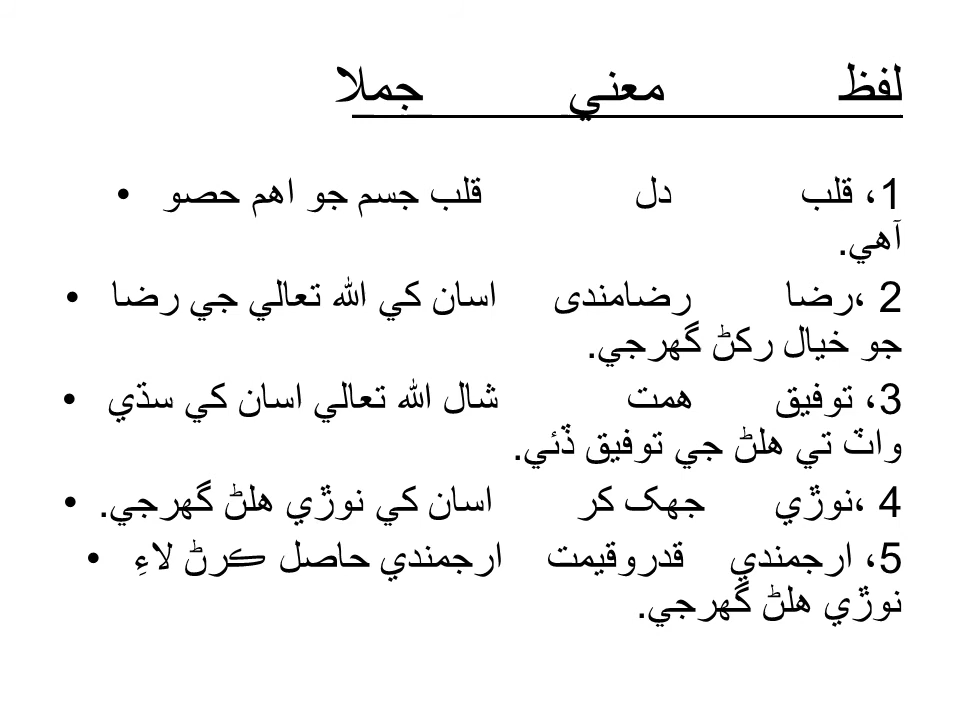 لفظ معني جملا
1، قلب دل قلب جسم جو اهم حصو •
آهي.
2 ،رضا رضامندی اسان کي الله تعالي جي رضا •
جو خيال رکڻ گهرجي.
3، توفيق همت شال الله تعالي اسان کي سڌي •
واٽ تي هلڻ جي توفيق ڏئي.
4 ،نوڙي جهک کر اسان کي نوڙي هلڻ گهرجي. •
5، ارجمندي قدروقيمت ارجمندي حاصل ڪرڻ لاءِ •
نوڙي هلڻ گهرجي.